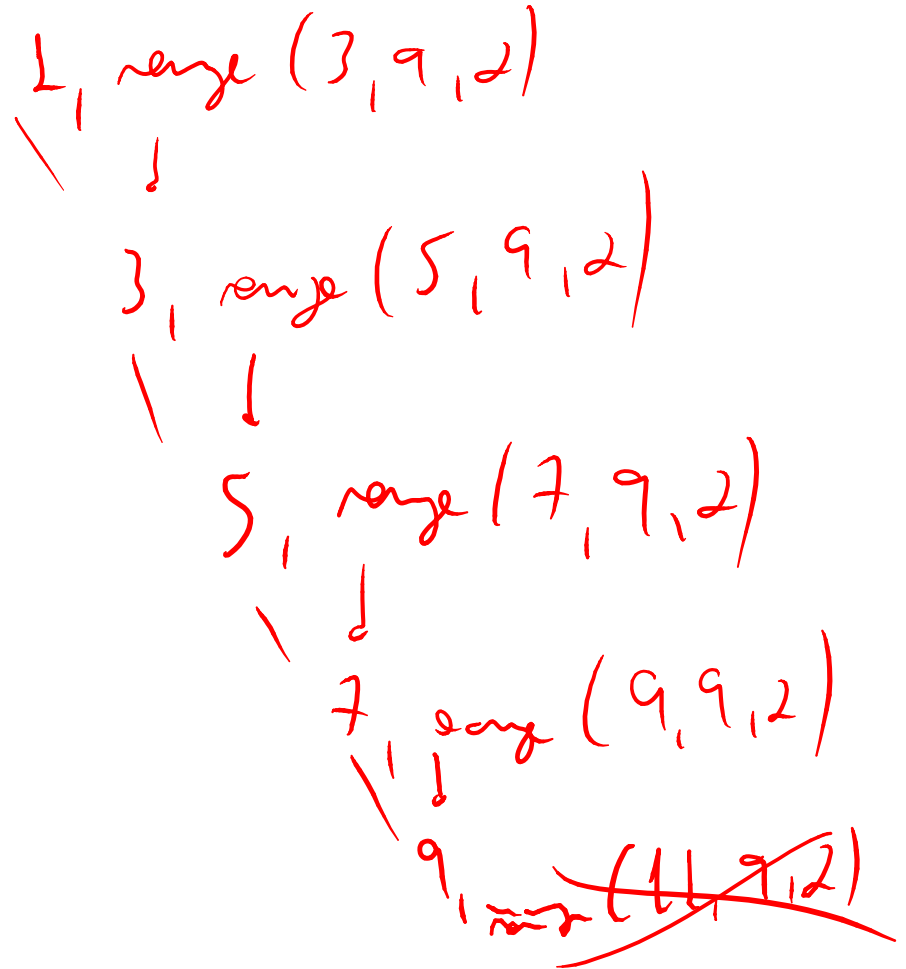 1, range (3, 9, 2)
3, range (5, 9, 2)
5, range (7, 9, 2)
7, range (9, 9, 2)
9, range (11, 9, 2)